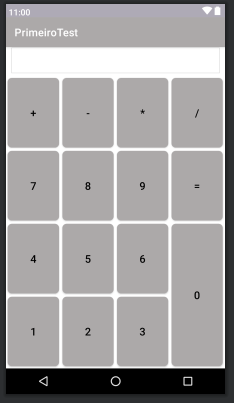 11:00
PrimeiroTest
+ - * /
7 8 9 =
4 5 6
0
1 2 3